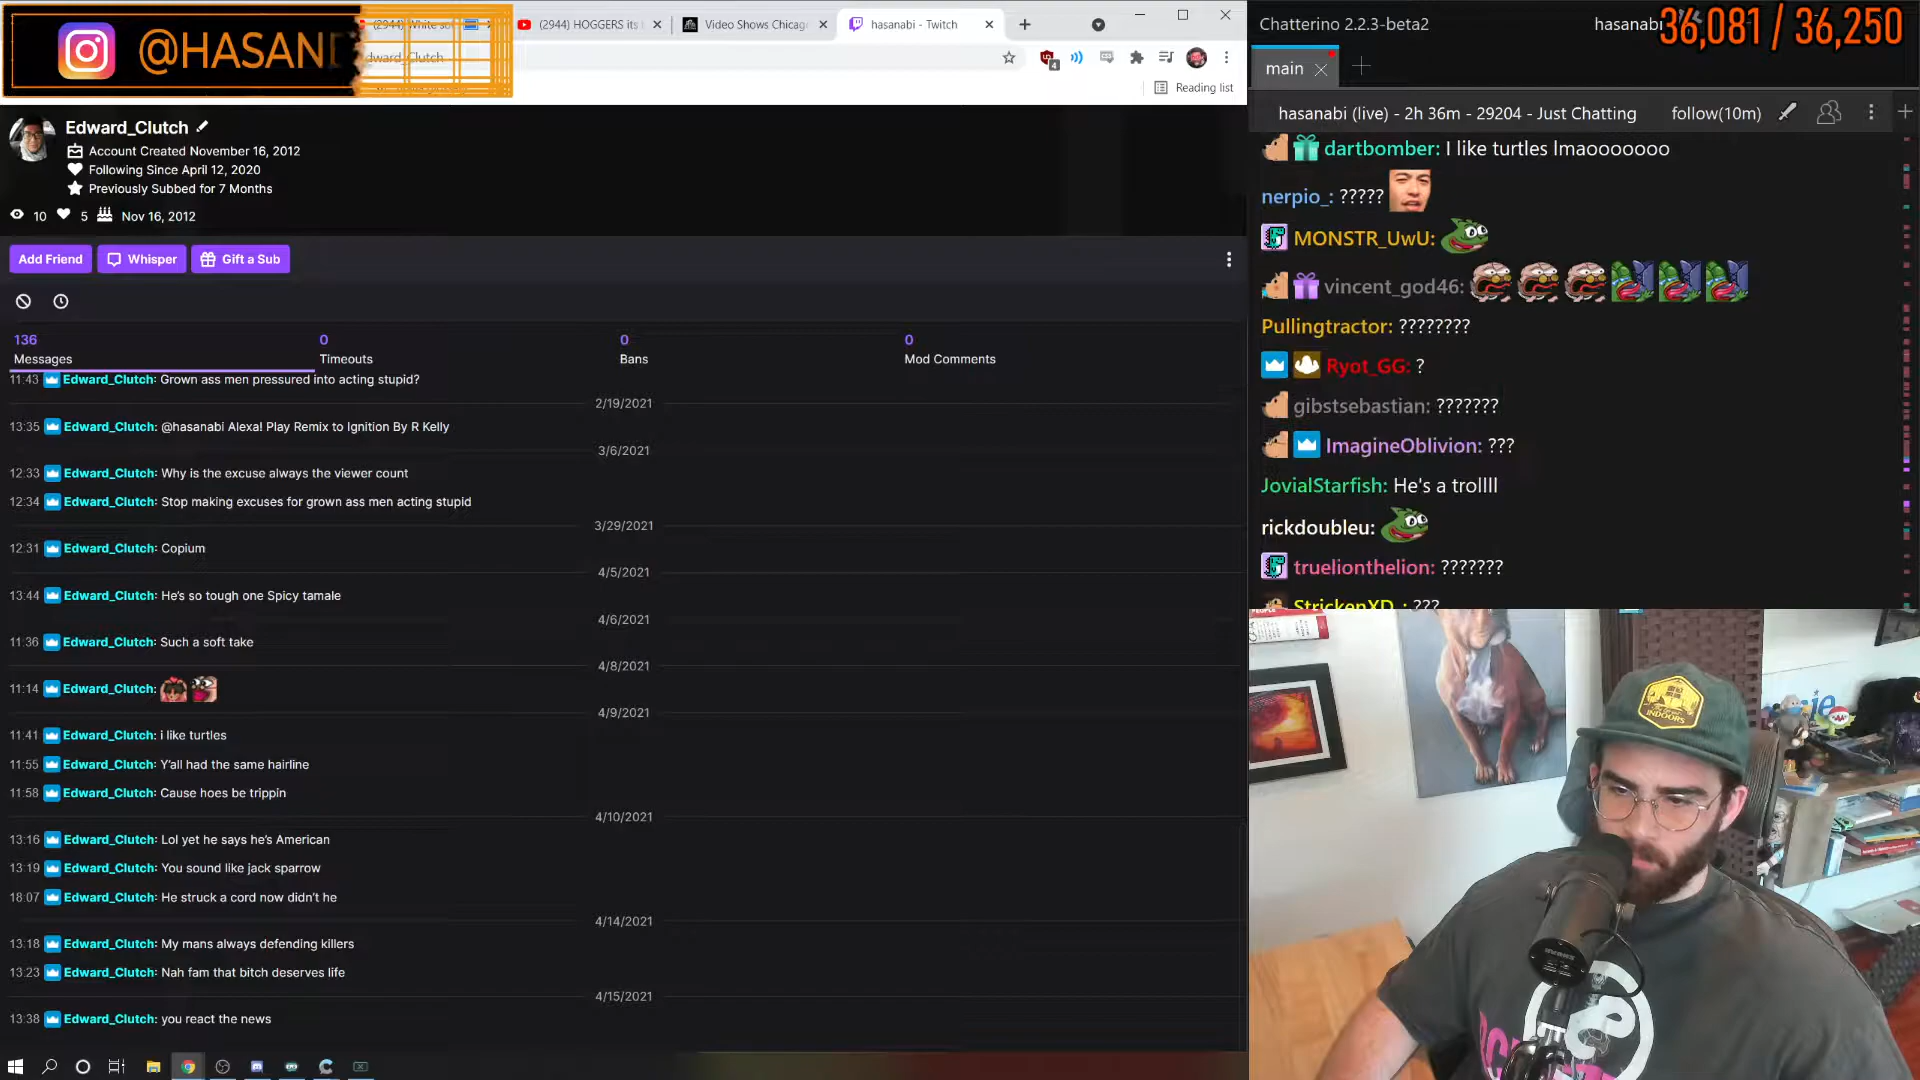 @HASAND
(2944) White so
(2944) HOGGERS its
Video Shows Chicag
hasanabi - Twitch
dward_Clutch
4
Reading list
Edward_Clutch
Account Created November 16, 2012
Following Since April 12, 2020
Previously Subbed for 7 Months
10 5 Nov 16, 2012
Add Friend
Whisper
Gift a Sub
136
Messages
0
Timeouts
0
Bans
0
Mod Comments
11:43 Edward_Clutch: Grown ass men pressured into acting stupid?
2/19/2021
13:35 Edward_Clutch: @hasanabi Alexa! Play Remix to Ignition By R Kelly
3/6/2021
12:33 Edward_Clutch: Why is the excuse always the viewer count
12:34 Edward_Clutch: Stop making excuses for grown ass men acting stupid
3/29/2021
12:31 Edward_Clutch: Copium
4/5/2021
13:44 Edward_Clutch: He's so tough one Spicy tamale
4/6/2021
11:36 Edward_Clutch: Such a soft take
4/8/2021
11:14 Edward_Clutch:
4/9/2021
11:41 Edward_Clutch: i like turtles
11:55 Edward_Clutch: Y'all had the same hairline
11:58 Edward_Clutch: Cause hoes be trippin
4/10/2021
13:16 Edward_Clutch: Lol yet he says he's American
13:19 Edward_Clutch: You sound like jack sparrow
18:07 Edward_Clutch: He struck a cord now didn't he
4/14/2021
13:18 Edward_Clutch: My mans always defending killers
13:23 Edward_Clutch: Nah fam that bitch deserves life
4/15/2021
13:38 Edward_Clutch: you react the news
Chatterino 2.2.3-beta2
hasanabi
36,081 / 36,250
main
hasanabi (live) - 2h 36m - 29204 - Just Chatting
follow(10m)
dartbomber: I like turtles lmaooooooo
nerpio_: ?????
MONSTR_UwU:
vincent_god46:
Pullingtractor: ????????
Ryot_GG: ?
gibstsebastian: ???????
ImagineOblivion: ???
JovialStarfish: He's a trollll
rickdoubleu:
truelionthelion: ???????
StrickenXD_: ???
INDOORS